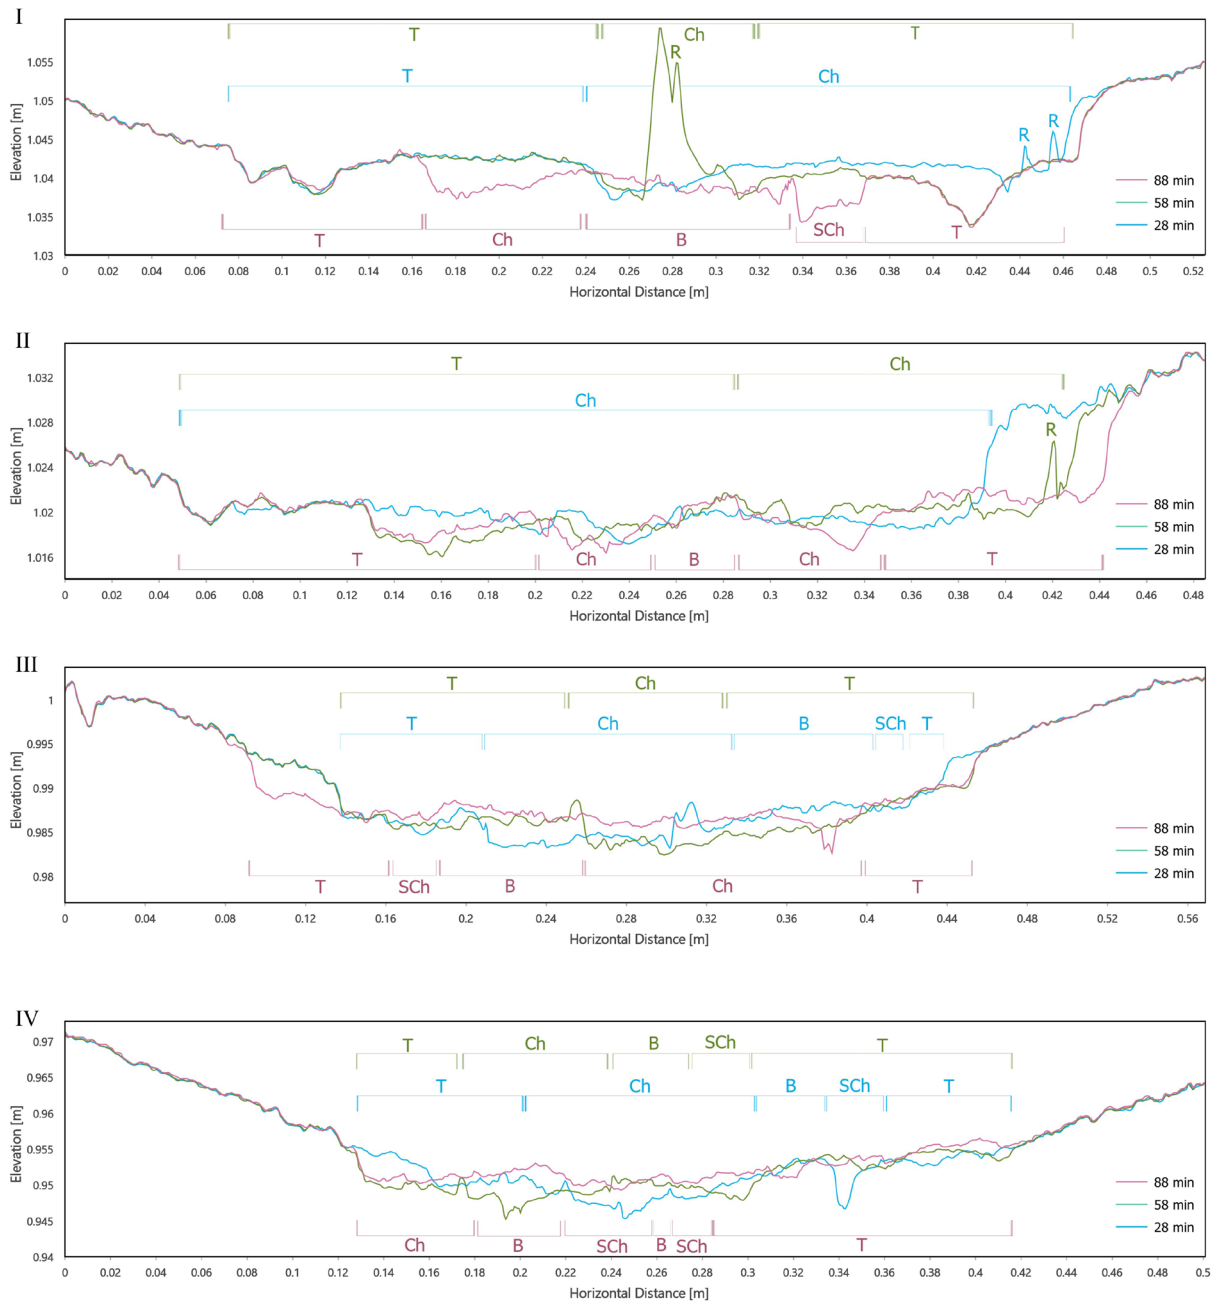 I
T Ch T
R
T Ch
R R
1.055
1.05
1.045
1.04
1.035
1.03
Elevation [m]
88 min
58 min
28 min
T Ch B SCh T
0 0.02 0.04 0.06 0.08 0.1 0.12 0.14 0.16 0.18 0.2 0.22 0.24 0.26 0.28 0.3 0.32 0.34 0.36 0.38 0.4 0.42 0.44 0.46 0.48 0.5 0.52
Horizontal Distance [m]
II
T Ch
Ch
R
1.032
1.028
1.024
1.02
1.016
Elevation [m]
88 min
58 min
28 min
T Ch B Ch T
0 0.02 0.04 0.06 0.08 0.1 0.12 0.14 0.16 0.18 0.2 0.22 0.24 0.26 0.28 0.3 0.32 0.34 0.36 0.38 0.4 0.42 0.44 0.46 0.48
Horizontal Distance [m]
III
T Ch T
T Ch B SCh T
1
0.995
0.99
0.985
0.98
Elevation [m]
88 min
58 min
28 min
T SCh B Ch T
0 0.04 0.08 0.12 0.16 0.2 0.24 0.28 0.32 0.36 0.4 0.44 0.48 0.52 0.56
Horizontal Distance [m]
IV
T Ch B SCh T
T Ch B SCh T
0.97
0.965
0.96
0.955
0.95
0.945
0.94
Elevation [m]
88 min
58 min
28 min
Ch B SCh B SCh T
0 0.02 0.04 0.06 0.08 0.1 0.12 0.14 0.16 0.18 0.2 0.22 0.24 0.26 0.28 0.3 0.32 0.34 0.36 0.38 0.4 0.42 0.44 0.46 0.48 0.5
Horizontal Distance [m]